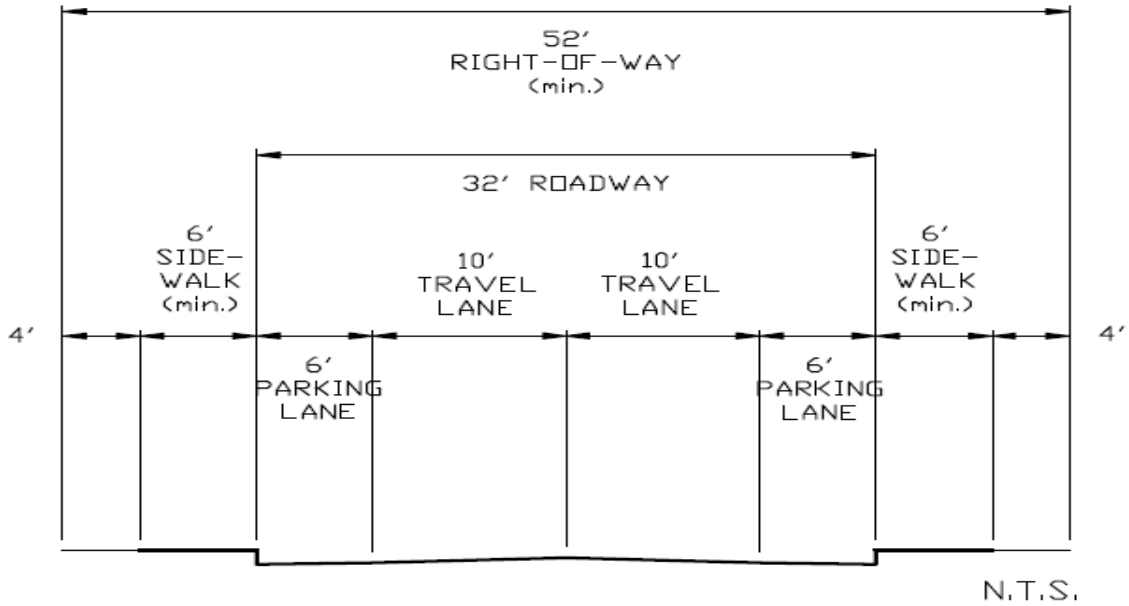 52'
RIGHT-OF-WAY
(min.)
32' ROADWAY
6'
SIDE-
WALK
(min.)
10'
TRAVEL
LANE
10'
TRAVEL
LANE
6'
SIDE-
WALK
(min.)
4'
4'
6'
PARKING
LANE
6'
PARKING
LANE
N.T.S.